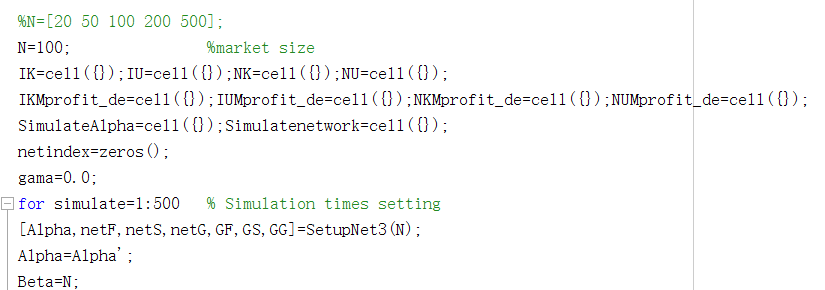 %N=[20 50 100 200 500];
N=100; %market size
IK=cell({});IU=cell({});NK=cell({});NU=cell({});
IKMprofit_de=cell({});IUMprofit_de=cell({});NKMprofit_de=cell({});NUMprofit_de=cell({});
SimulateAlpha=cell({});Simulatenetwork=cell({});
netindex=zeros();
gama=0.0;
for simulate=1:500 % Simulation times setting
[Alpha,netF,netS,netG,GF,GS,GG]=SetupNet3(N);
Alpha=Alpha';
Beta=N;